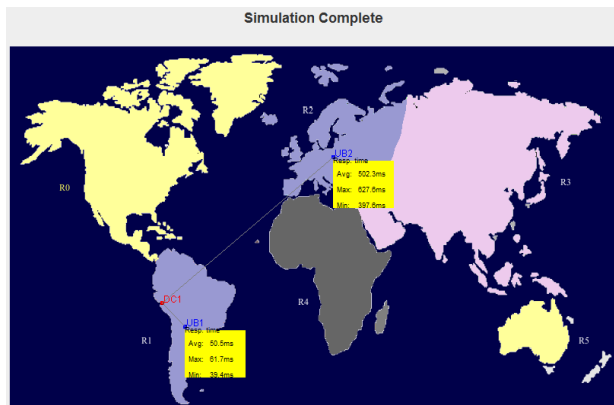 Simulation Complete
R2
UB2
Resp. time
Avg: 502.3ms
Max: 627.6ms
Min: 397.6ms
R0
R3
DC1
R4
UB1
Resp. time
Avg: 50.5ms
Max: 61.7ms
Min: 39.4ms
R1
R5